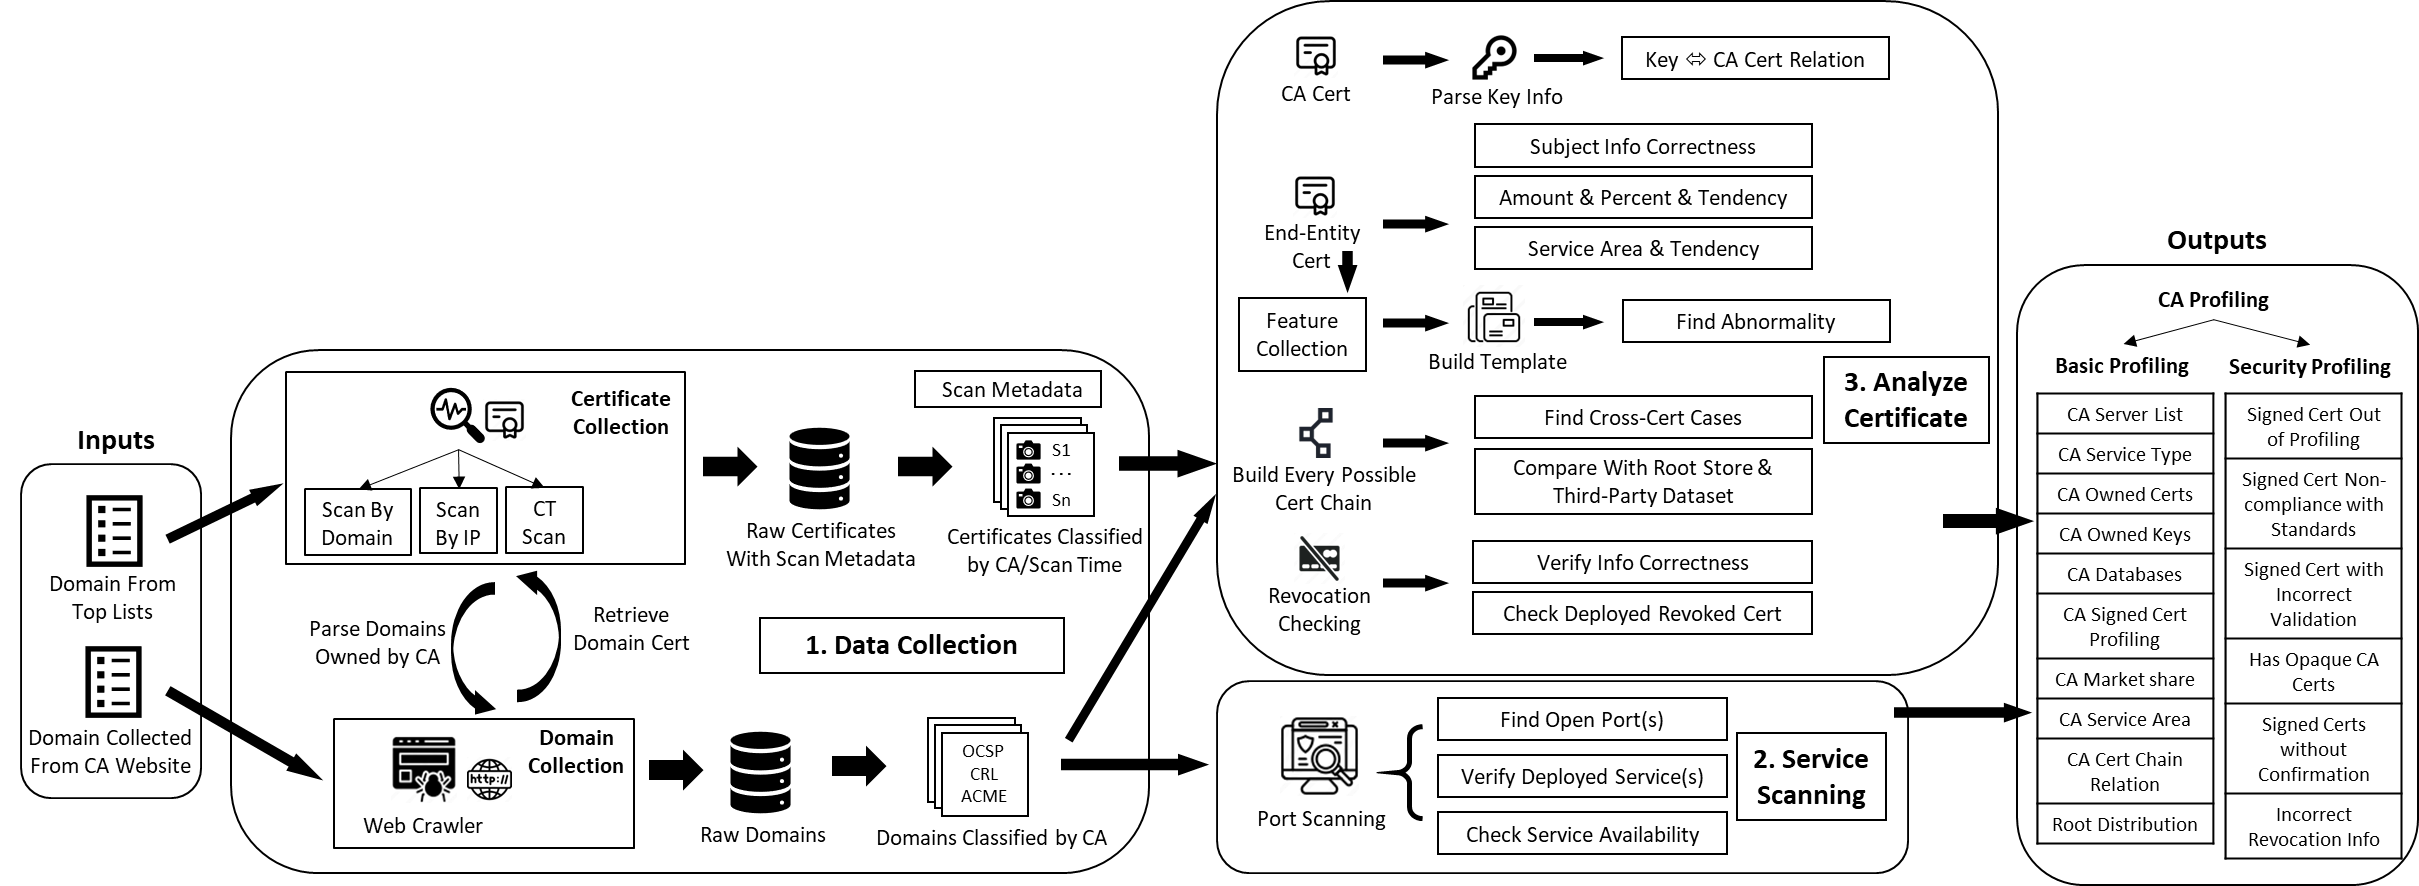 Inputs
Domain From
Top Lists
Domain Collected
From CA Website
Certificate
Collection
Scan By
Domain
Scan
By IP
CT
Scan
Parse Domains
Owned by CA
Retrieve
Domain Cert
Domain
Collection
http://
Web Crawler
Raw Certificates
With Scan Metadata
Scan Metadata
S1
...
Sn
Certificates Classified
by CA/Scan Time
1. Data Collection
Raw Domains
OCSP
CRL
ACME
Domains Classified by CA
CA Cert
Parse Key Info
Key ⬄ CA Cert Relation
End-Entity
Cert
Subject Info Correctness
Amount & Percent & Tendency
Service Area & Tendency
Feature
Collection
Build Template
Find Abnormality
3. Analyze
Certificate
Build Every Possible
Cert Chain
Find Cross-Cert Cases
Compare With Root Store &
Third-Party Dataset
Revocation
Checking
Verify Info Correctness
Check Deployed Revoked Cert
Port Scanning
Find Open Port(s)
Verify Deployed Service(s)
Check Service Availability
2. Service
Scanning
Outputs
CA Profiling
Basic Profiling
CA Server List
CA Service Type
CA Owned Certs
CA Owned Keys
CA Databases
CA Signed Cert
Profiling
CA Market share
CA Service Area
CA Cert Chain
Relation
Root Distribution
Security Profiling
Signed Cert Out
of Profiling
Signed Cert Non-
compliance with
Standards
Signed Cert with
Incorrect
Validation
Has Opaque CA
Certs
Signed Certs
without
Confirmation
Incorrect
Revocation Info